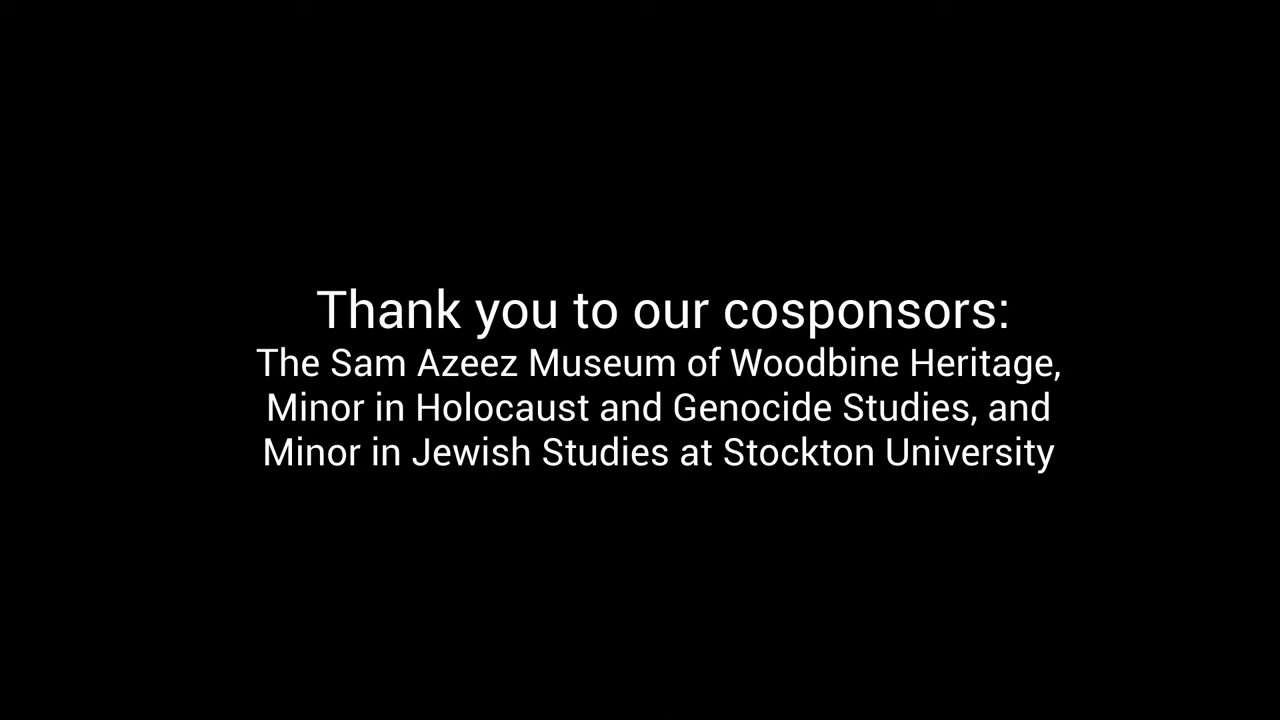 Thank you to our cosponsors:
The Sam Azeez Museum of Woodbine Heritage,
Minor in Holocaust and Genocide Studies, and
Minor in Jewish Studies at Stockton University